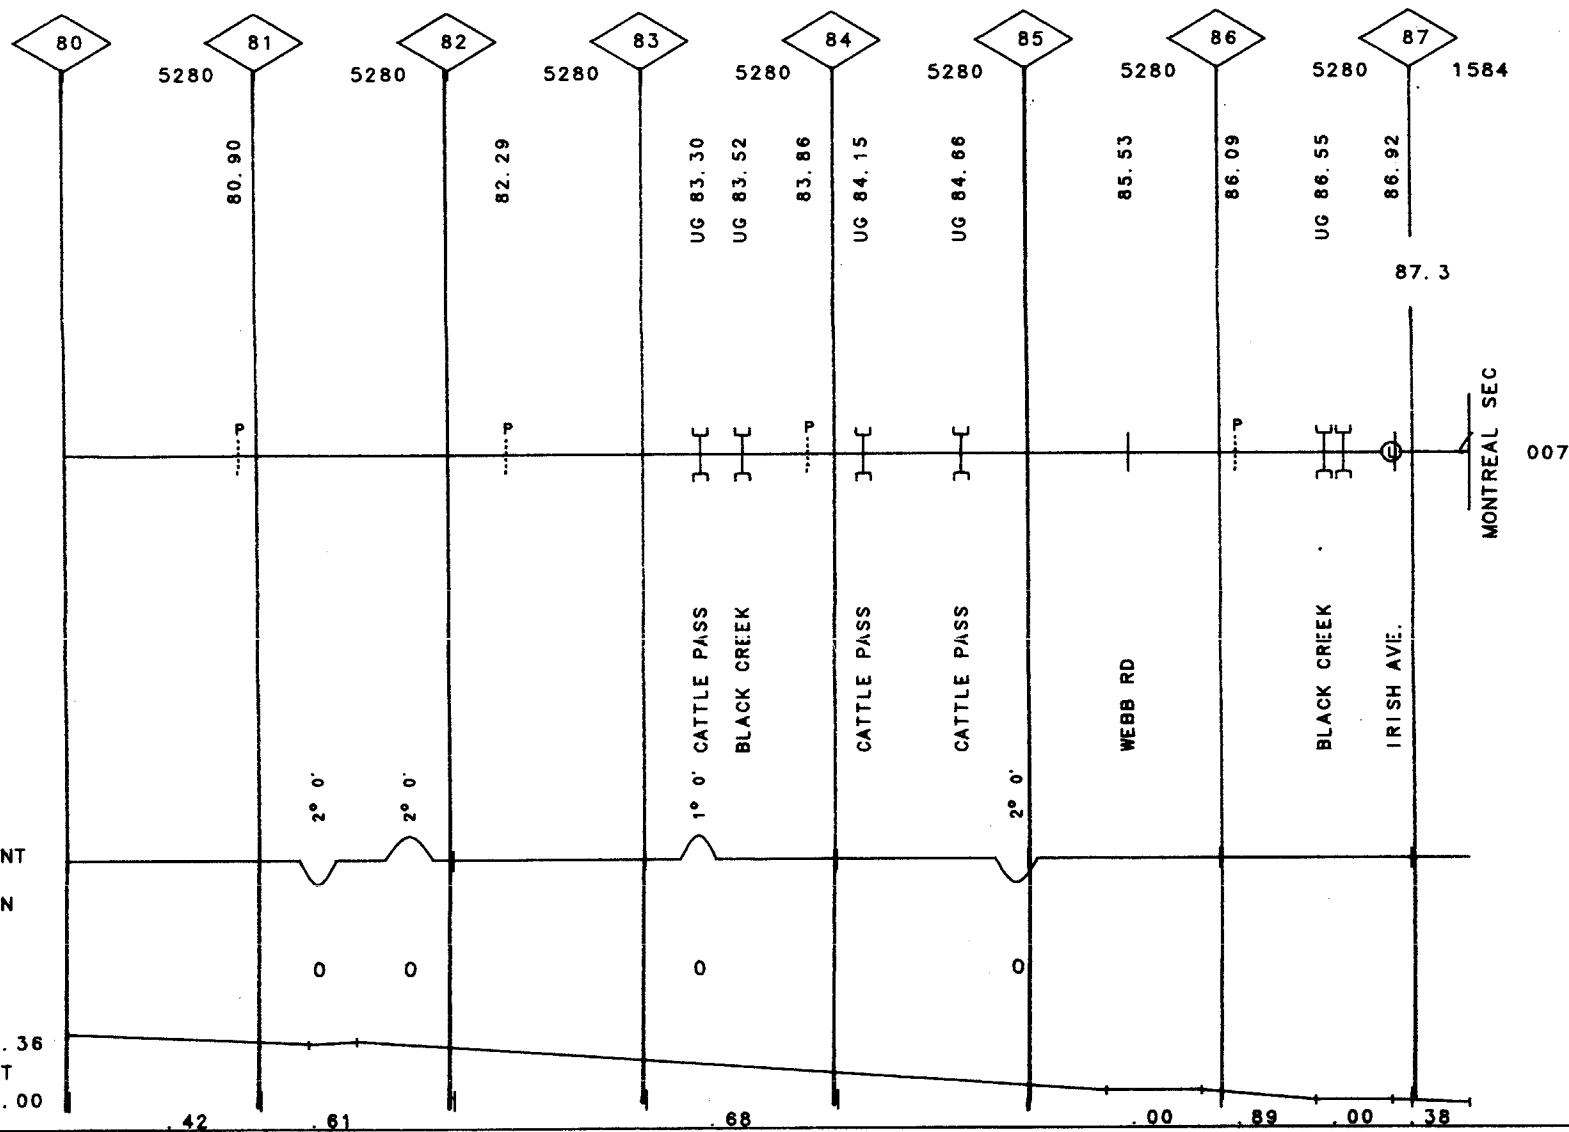 80 81 82 83 84 85 86 87
5280 5280 5280 5280 5280 5280 5280 1584
80.90
82.29
UG 83.30
UG 83.52
83.86
UG 84.15
UG 84.66
85.53
86.09
UG 86.55
86.92
87.3
P P P P
U
MONTREAL SEC
007
CATTLE PASS
BLACK CREEK
CATTLE PASS
CATTLE PASS
WEBB RD
BLACK CREEK
IRISH AVE.
2° 0'
2° 0'
1° 0'
2° 0'
NT
N
0 0 0 0
.36
T
.00
.42 .61 .68 .00 .89 .00 .38